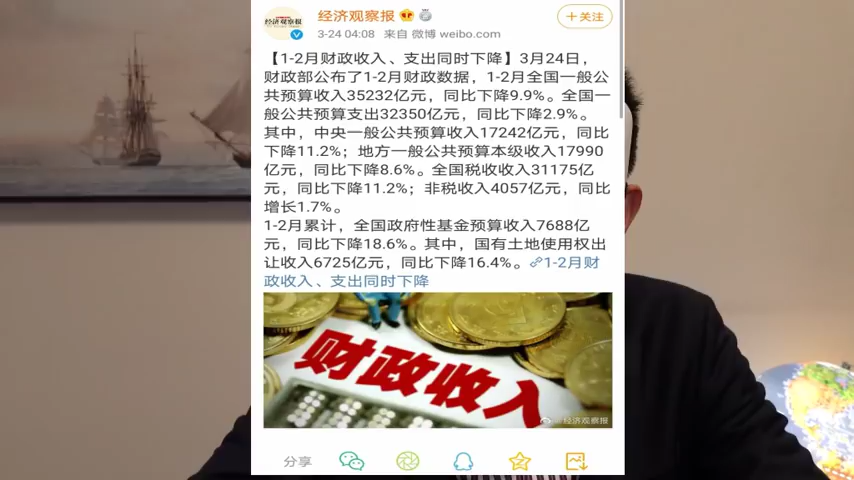 经济观察报
经济观察报
+关注
3-24 04:08 来自 微博 weibo.com
【1-2月财政收入、支出同时下降】3月24日，
财政部公布了1-2月财政数据，1-2月全国一般公
共预算收入35232亿元，同比下降9.9%。全国一
般公共预算支出32350亿元，同比下降2.9%。
其中，中央一般公共预算收入17242亿元，同比
下降11.2%；地方一般公共预算本级收入17990
亿元，同比下降8.6%。全国税收收入31175亿
元，同比下降11.2%；非税收入4057亿元，同比
增长1.7%。
1-2月累计，全国政府性基金预算收入7688亿
元，同比下降18.6%。其中，国有土地使用权出
让收入6725亿元，同比下降16.4%。1-2月财
政收入、支出同时下降
财政收入
@经济观察报
分享